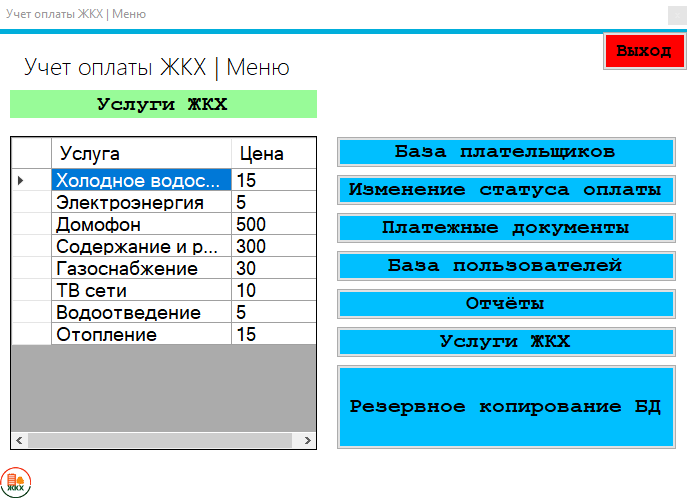 Учет оплаты ЖКХ | Меню
Выход
Учет оплаты ЖКХ | Меню
Услуги ЖКХ
Услуга Цена
Холодное водос... 15
Электроэнергия 5
Домофон 500
Содержание и р... 300
Газоснабжение 30
ТВ сети 10
Водоотведение 5
Отопление 15
База плательщиков
Изменение статуса оплаты
Платежные документы
База пользователей
Отчёты
Услуги ЖКХ
Резервное копирование БД
ЖКХ